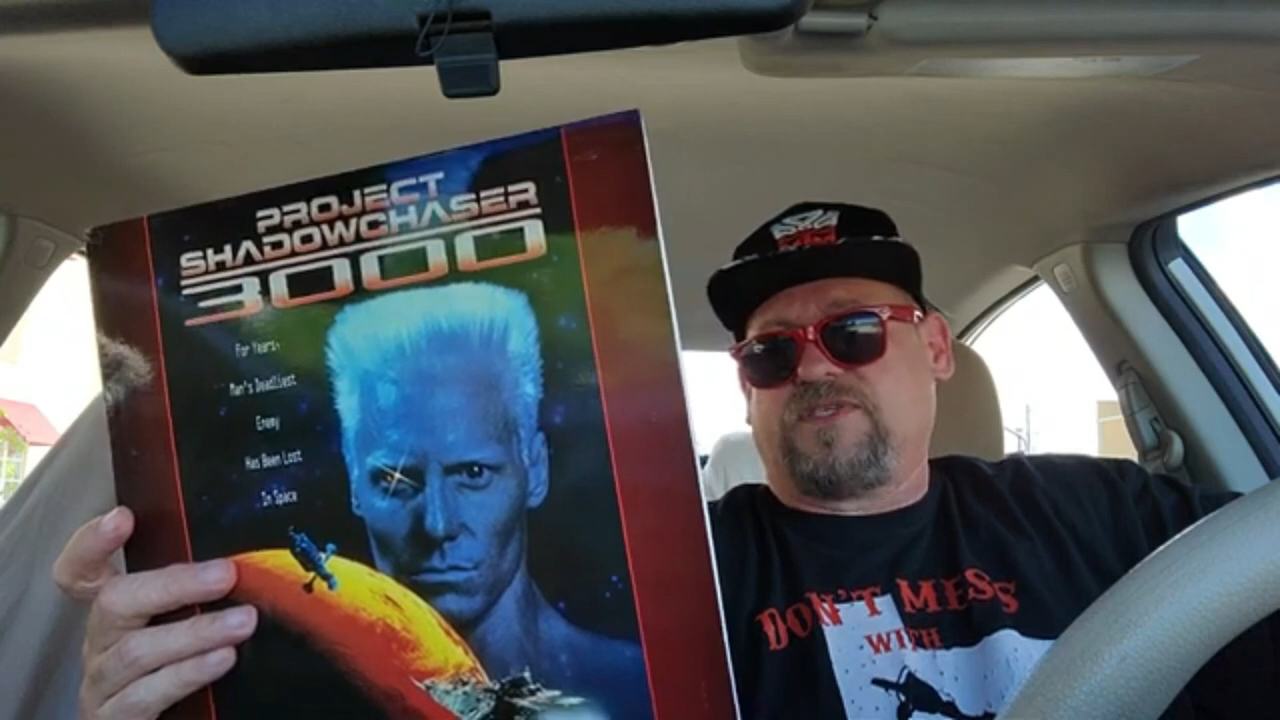 PROJECT
SHADOWCHASER
3000
For Years,
Man's Deadliest
Enemy
Has Been Lost
In Space
DON'T MESS
WITH